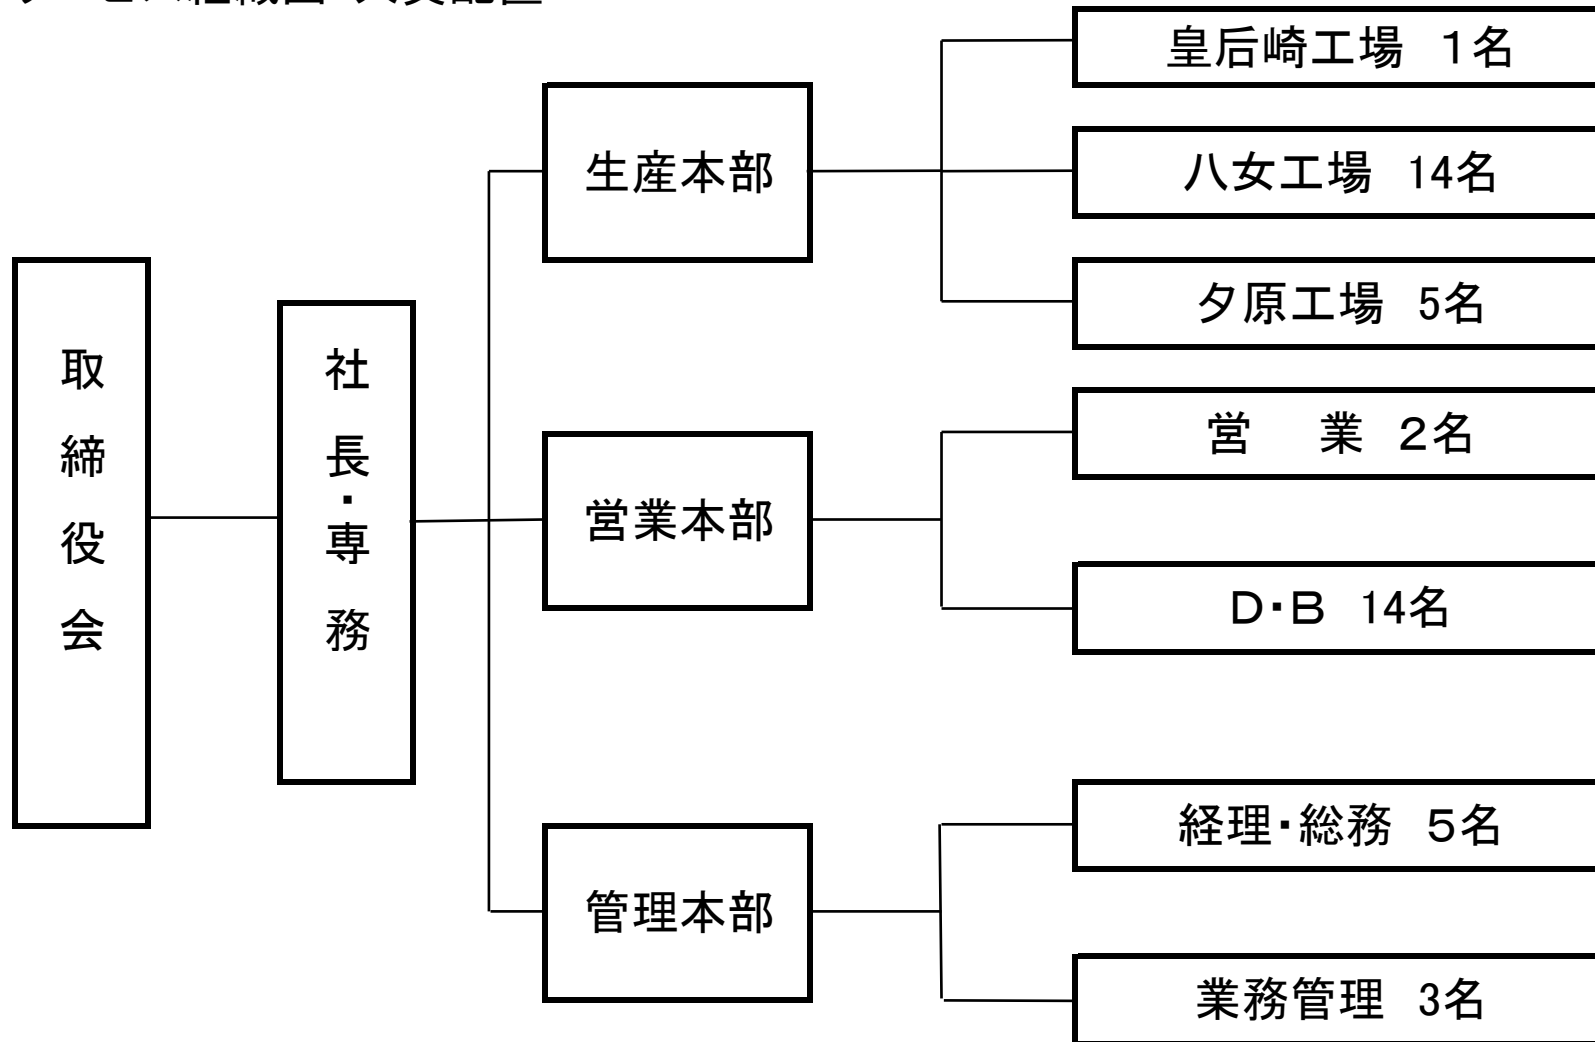 取締役会
社長・専務
生産本部
皇后崎工場 1名
八女工場 14名
夕原工場 5名
営業本部
営 業 2名
D・B 14名
管理本部
経理・総務 5名
業務管理 3名